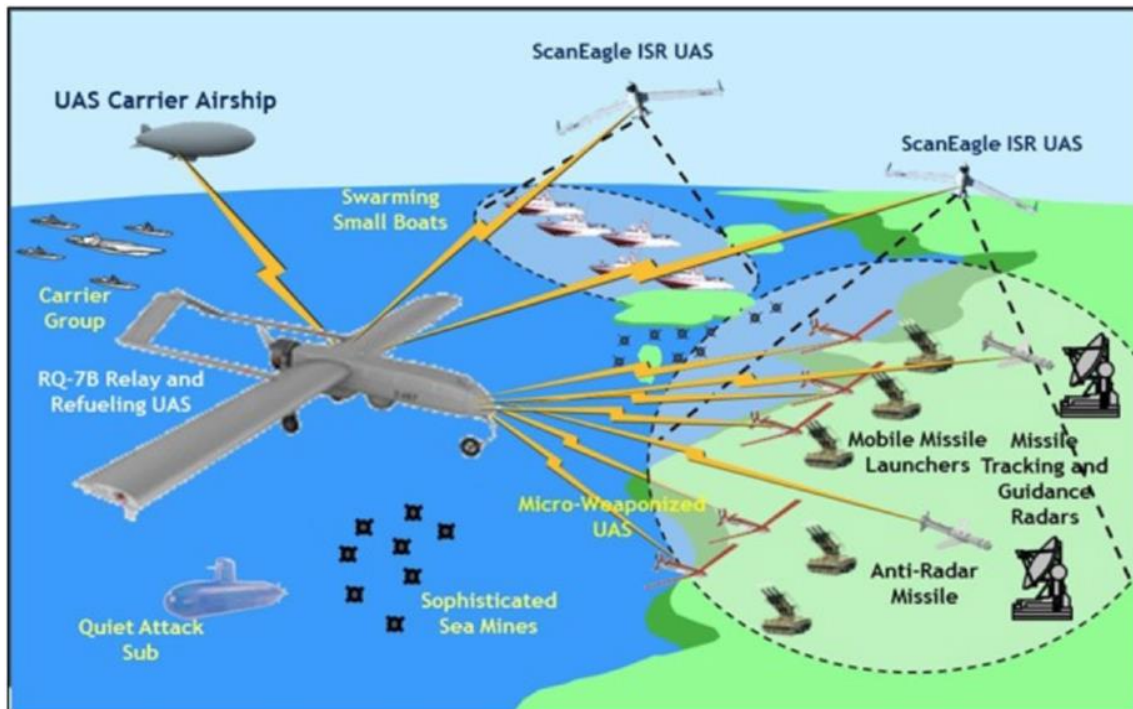 ScanEagle ISR UAS
UAS Carrier Airship
ScanEagle ISR UAS
Swarming
Small Boats
Carrier
Group
RQ-7B Relay and
Refueling UAS
Mobile Missile
Launchers
Missile
Tracking and
Guidance
Radars
Micro-Weaponized
UAS
Anti-Radar
Missile
Sophisticated
Sea Mines
Quiet Attack
Sub